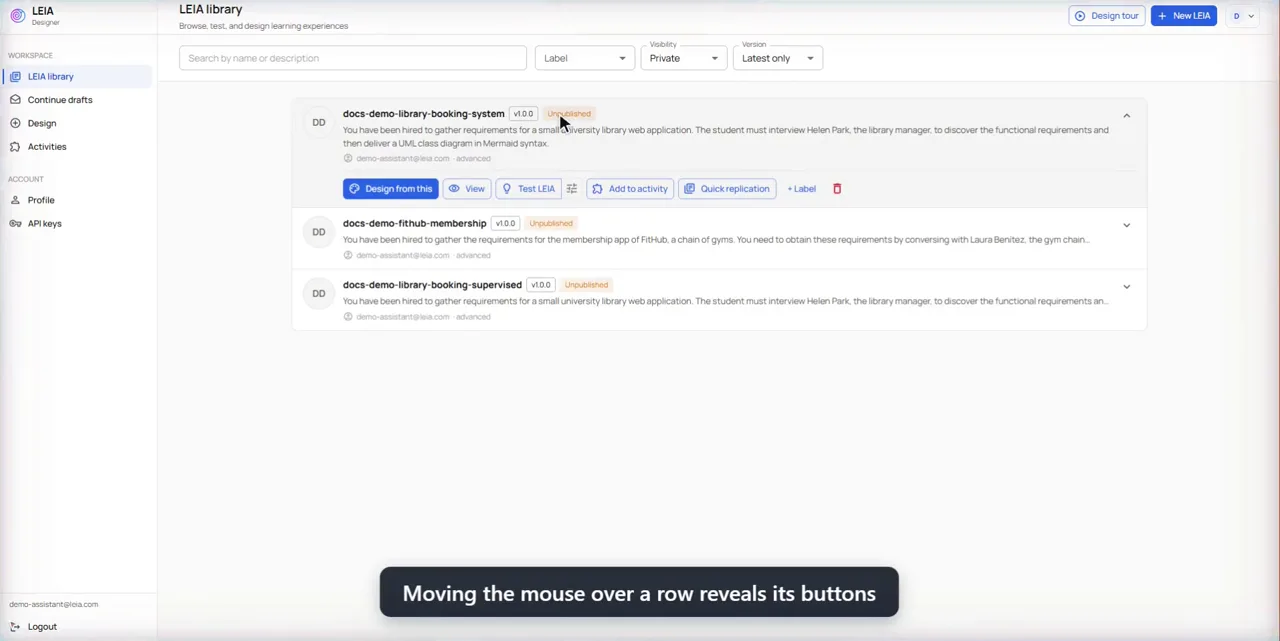 LEIA
Designer
WORKSPACE
LEIA library
Continue drafts
Design
Activities
ACCOUNT
Profile
API keys
demo-assistant@leia.com
Logout
LEIA library
Browse, test, and design learning experiences
Design tour
+ New LEIA
D
Search by name or description
Label
Visibility
Private
Version
Latest only
DD
docs-demo-library-booking-system v1.0.0 Unpublished
You have been hired to gather requirements for a small university library web application. The student must interview Helen Park, the library manager, to discover the functional requirements and
then deliver a UML class diagram in Mermaid syntax.
demo-assistant@leia.com · advanced
Design from this View Test LEIA Add to activity Quick replication + Label
DD
docs-demo-fithub-membership v1.0.0 Unpublished
You have been hired to gather the requirements for the membership app of FitHub, a chain of gyms. You need to obtain these requirements by conversing with Laura Benitez, the gym chain...
demo-assistant@leia.com · advanced
DD
docs-demo-library-booking-supervised v1.0.0 Unpublished
You have been hired to gather requirements for a small university library web application. The student must interview Helen Park, the library manager, to discover the functional requirements an...
demo-assistant@leia.com · advanced
Moving the mouse over a row reveals its buttons